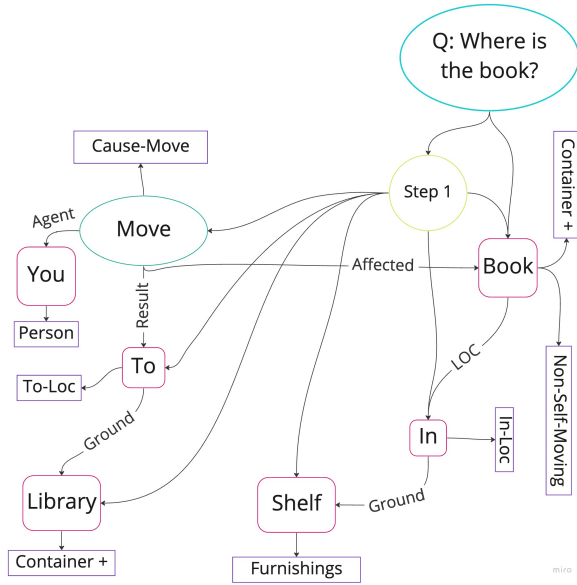 Q: Where is
the book?
Cause-Move
Step 1
Container +
Agent
Move
You
Affected
Book
Person
Result
To
To-Loc
LOC
Non-Self-Moving
Ground
In
In-Loc
Library
Shelf
Ground
Container +
Furnishings
miro